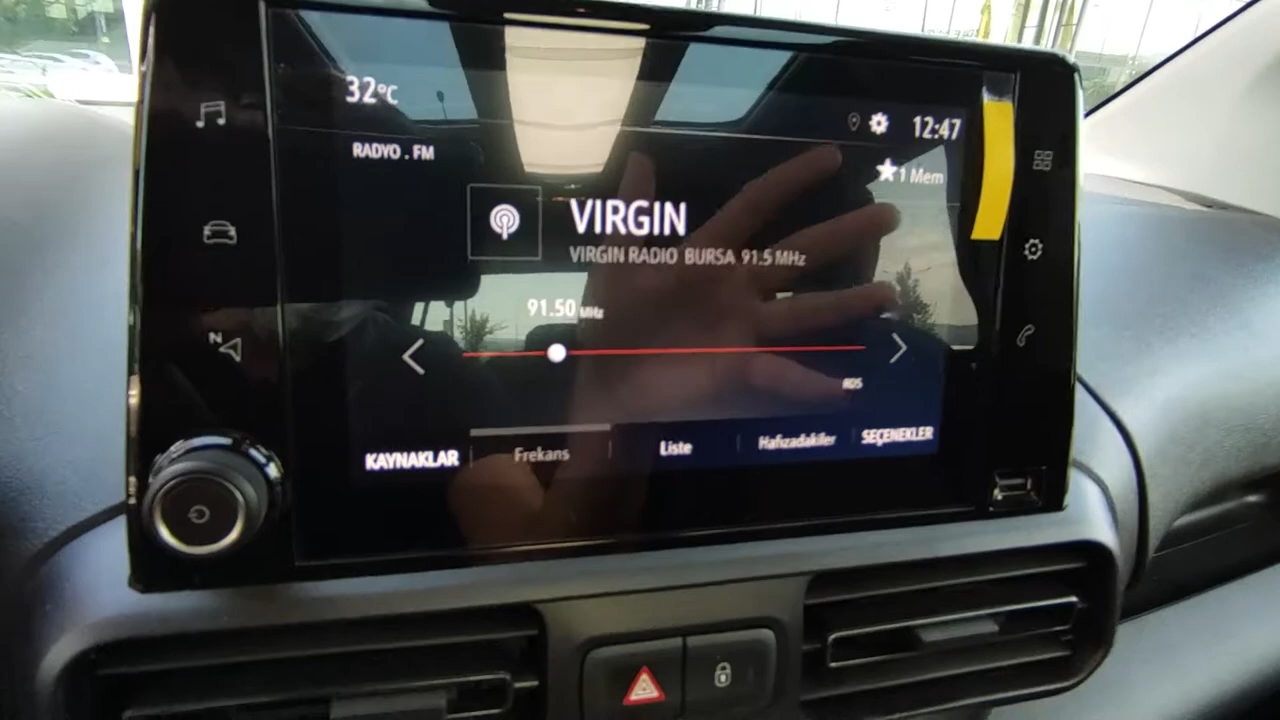 32°C
12:47
RADYO . FM
1 Mem
VIRGIN
VIRGIN RADIO BURSA 91.5 MHz
91.50 MHz
N
RDS
KAYNAKLAR
Frekans
Liste
Hafızadakiler
SEÇENEKLER